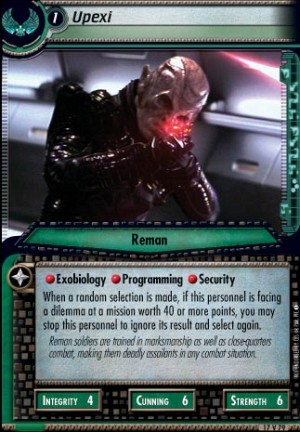 1 Upexi
Reman
Exobiology Programming Security
When a random selection is made, if this personnel is facing
a dilemma at a mission worth 40 or more points, you may
stop this personnel to ignore its result and select again.
Reman soldiers are trained in marksmanship as well as close-quarters
combat, making them deadly assailants in any combat situation.
INTEGRITY 4 CUNNING 6 STRENGTH 6
17 V 29